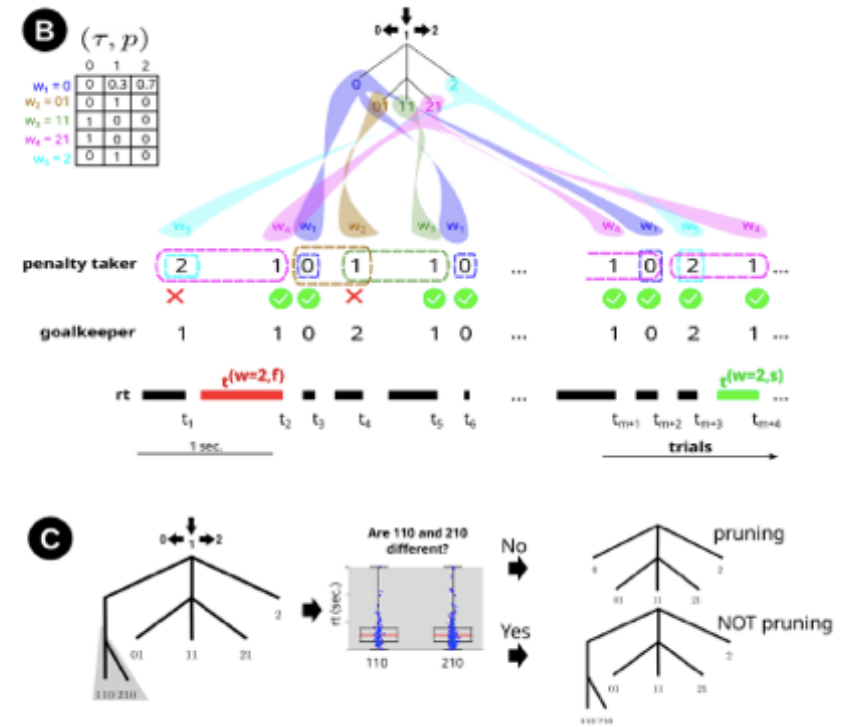 B
(τ, p)
0 1 2
w₁ = 0 0 0.3 0.7
w₂ = 01 0 1 0
w₃ = 11 1 0 0
w₄ = 21 1 0 0
w₅ = 2 0 1 0
0 1 2
0 2
01 11 21
w₅ w₄ w₁ w₂ w₃ w₁ w₄ w₁ w₅ w₄
penalty taker 2 1 0 1 1 0 ... 1 0 2 1 ...
goalkeeper 1 1 0 2 1 0 ... 1 0 2 1 ...
t(w=2,f) t(w=2,s)
rt ... ...
t₁ t₂ t₃ t₄ t₅ t₆ tₘ₊₁ tₘ₊₂ tₘ₊₃ tₘ₊₄
1 sec. trials
C
0 1 2
2
01 11 21
110 210
Are 110 and 210
different?
rt (sec.)
110 210
No
Yes
pruning
0 2
01 11 21
NOT pruning
2
01 11 21
110 210